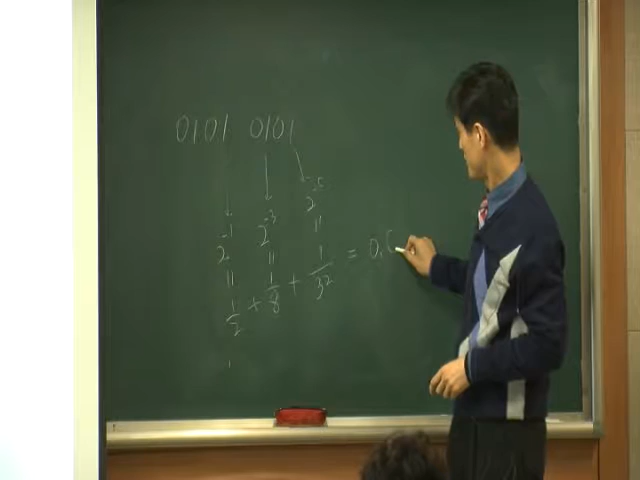 0101 0101
2^-1 2^-3 2^-5
|| || ||
1/2 + 1/8 + 1/32 = 0.6